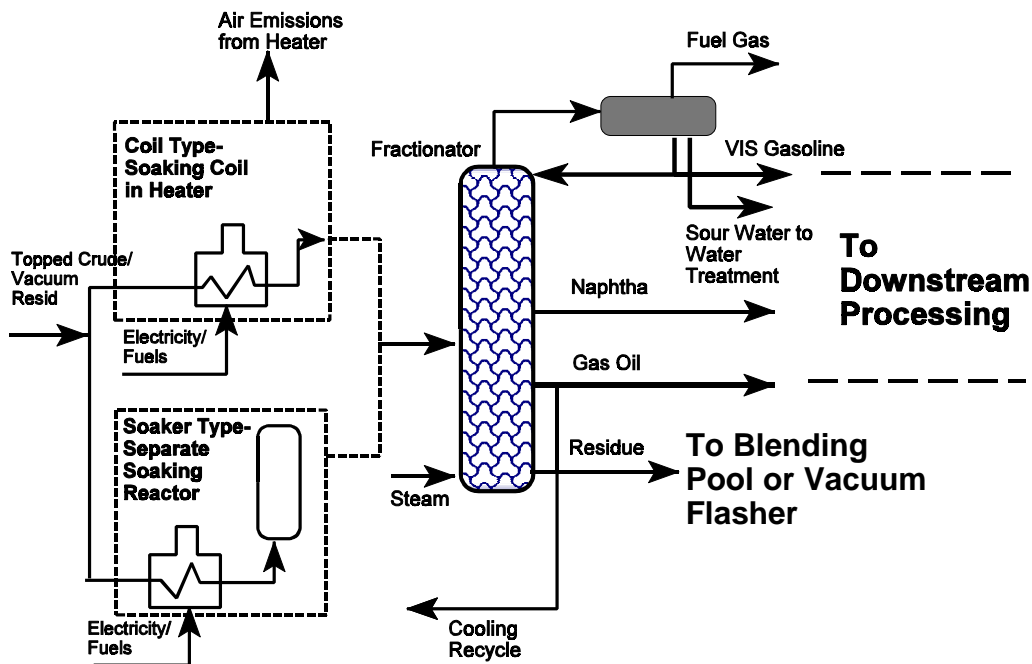 Air Emissions
from Heater
Fuel Gas
Coil Type-
Soaking Coil
in Heater
Fractionator
VIS Gasoline
Topped Crude/
Vacuum
Resid
Sour Water to
Water
Treatment
To
Downstream
Processing
Naphtha
Electricity/
Fuels
Gas Oil
Soaker Type-
Separate
Soaking
Reactor
Residue
To Blending
Pool or Vacuum
Flasher
Steam
Electricity/
Fuels
Cooling
Recycle